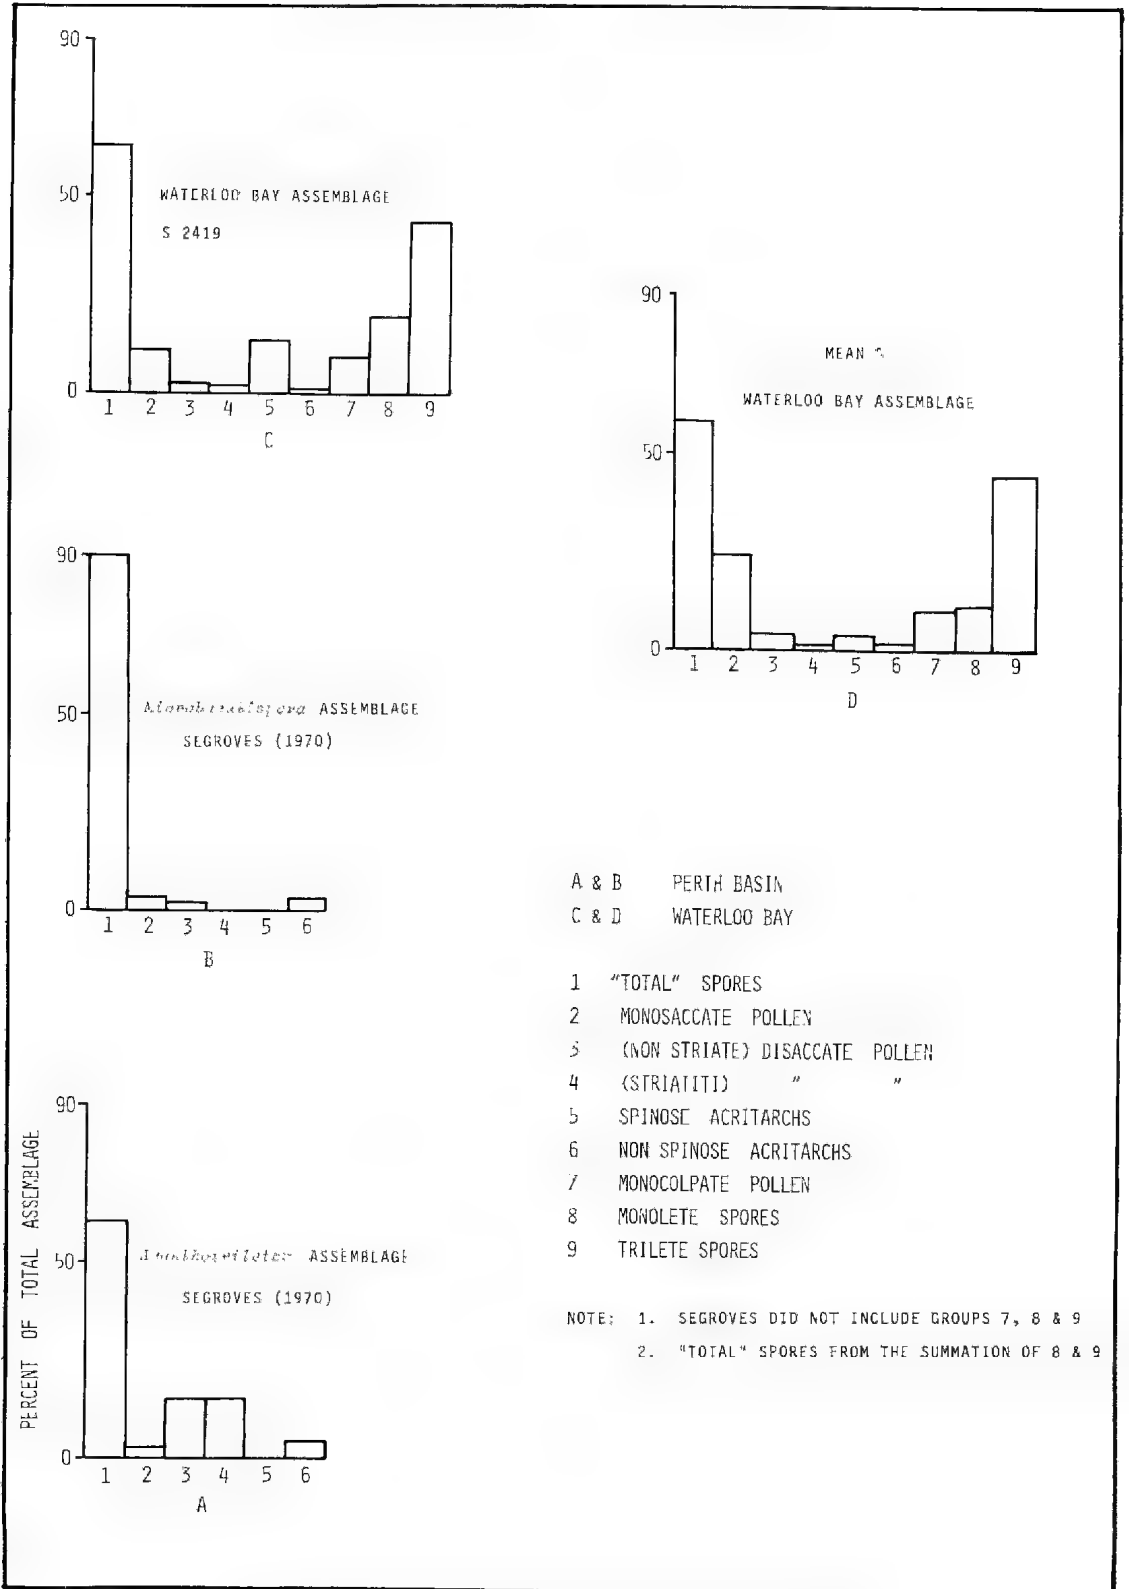 90
50
0
WATERLOO BAY ASSEMBLAGE
S 2419
1 2 3 4 5 6 7 8 9
C
90
50
0
MEAN %
WATERLOO BAY ASSEMBLAGE
1 2 3 4 5 6 7 8 9
D
90
50
0
ASSEMBLAGE
SEGROVES (1970)
1 2 3 4 5 6
B
A & B PERTH BASIN
C & D WATERLOO BAY
1 "TOTAL" SPORES
2 MONOSACCATE POLLEN
3 (NON STRIATE) DISACCATE POLLEN
4 (STRIATITI) " "
5 SPINOSE ACRITARCHS
6 NON SPINOSE ACRITARCHS
7 MONOCOLPATE POLLEN
8 MONOLETE SPORES
9 TRILETE SPORES
NOTE: 1. SEGROVES DID NOT INCLUDE GROUPS 7, 8 & 9
2. "TOTAL" SPORES FROM THE SUMMATION OF 8 & 9
PERCENT OF TOTAL ASSEMBLAGE
90
50
0
ASSEMBLAGE
SEGROVES (1970)
1 2 3 4 5 6
A